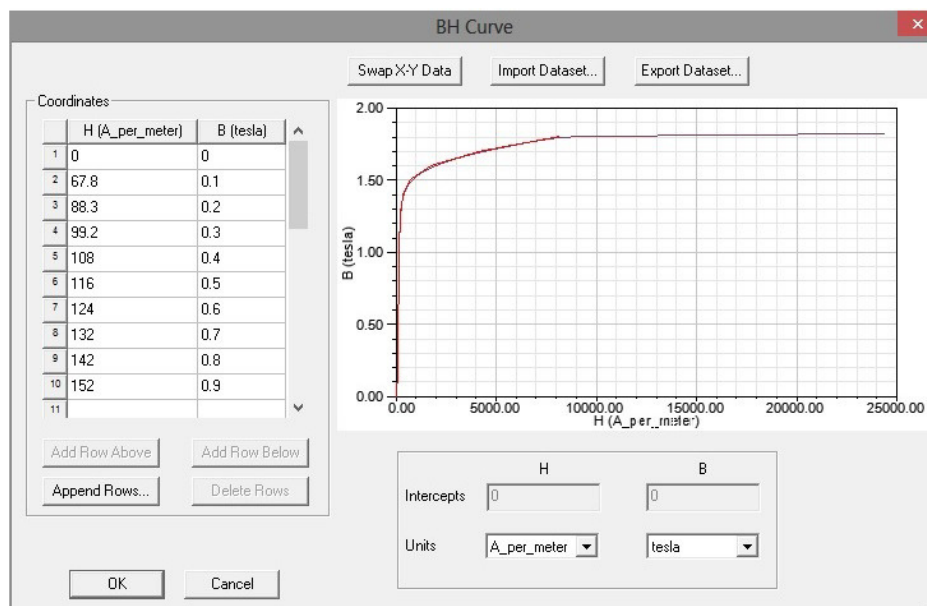 BH Curve
Swap X-Y Data Import Dataset... Export Dataset...
Coordinates
H (A_per_meter) B (tesla)
1 0 0
2 67.8 0.1
3 88.3 0.2
4 99.2 0.3
5 108 0.4
6 116 0.5
7 124 0.6
8 132 0.7
9 142 0.8
10 152 0.9
11
Add Row Above Add Row Below
Append Rows... Delete Rows
OK Cancel
2.00
1.50
1.00
0.50
0.00
B (tesla)
0.00 5000.00 10000.00 15000.00 20000.00 25000.00
H (A_per_meter)
H B
Intercepts 0 0
Units A_per_meter tesla